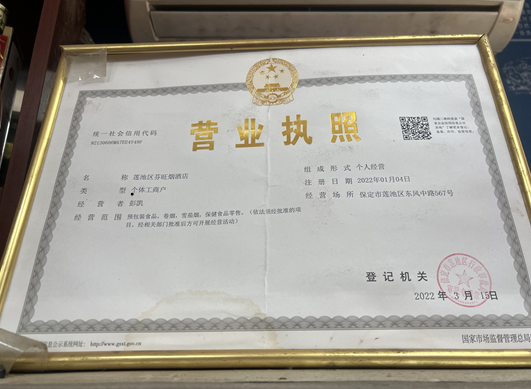 统一社会信用代码
营业执照
名　　称 莲池区芬旺烟酒店
类　　型 个体工商户
经 营 者 彭凯
经营范围 预包装食品、卷烟、雪茄烟、保健食品零售。（依法须经批准的项
目，经相关部门批准后方可开展经营活动）
组成形式 个人经营
注册日期 2022年01月04日
经营场所 保定市莲池区东风中路567号
登记机关
2022 年 3 月 15日
http://www.gsxt.gov.cn
国家市场监督管理总局